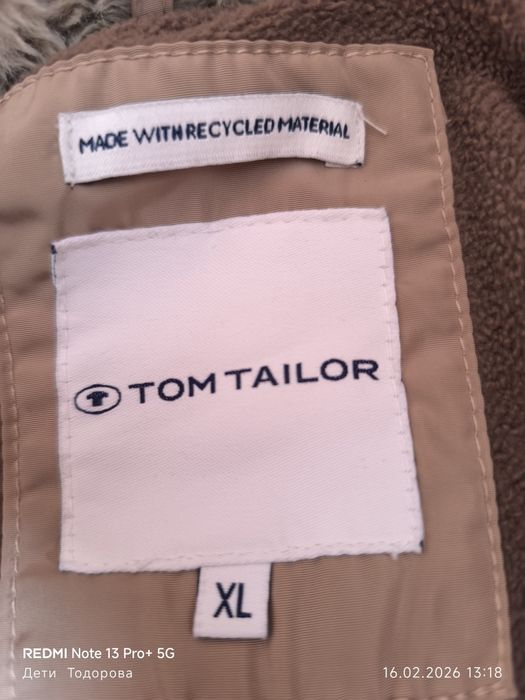 MADE WITH RECYCLED MATERIAL
TOM TAILOR
XL
REDMI Note 13 Pro+ 5G
Дети Тодорова
16.02.2026 13:18